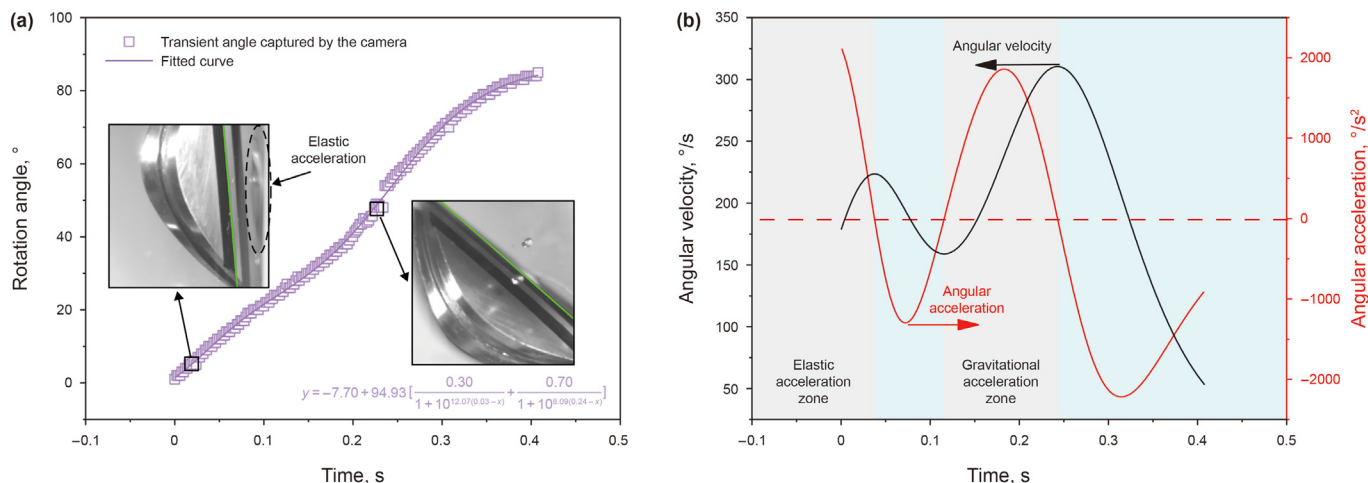 (a)
100
80
60
40
20
0
Rotation angle, °
Transient angle captured by the camera
Fitted curve
Elastic
acceleration
y = −7.70 + 94.93 [ 0.30 / 1 + 10^12.07(0.03 − x) + 0.70 / 1 + 10^8.09(0.24 − x) ]
−0.1 0 0.1 0.2 0.3 0.4 0.5
Time, s
(b)
350
300
250
200
150
100
50
Angular velocity, °/s
Angular velocity
Angular
acceleration
Elastic
acceleration
zone
Gravitational
acceleration
zone
2000
1000
0
−1000
−2000
Angular acceleration, °/s²
−0.1 0 0.1 0.2 0.3 0.4 0.5
Time, s